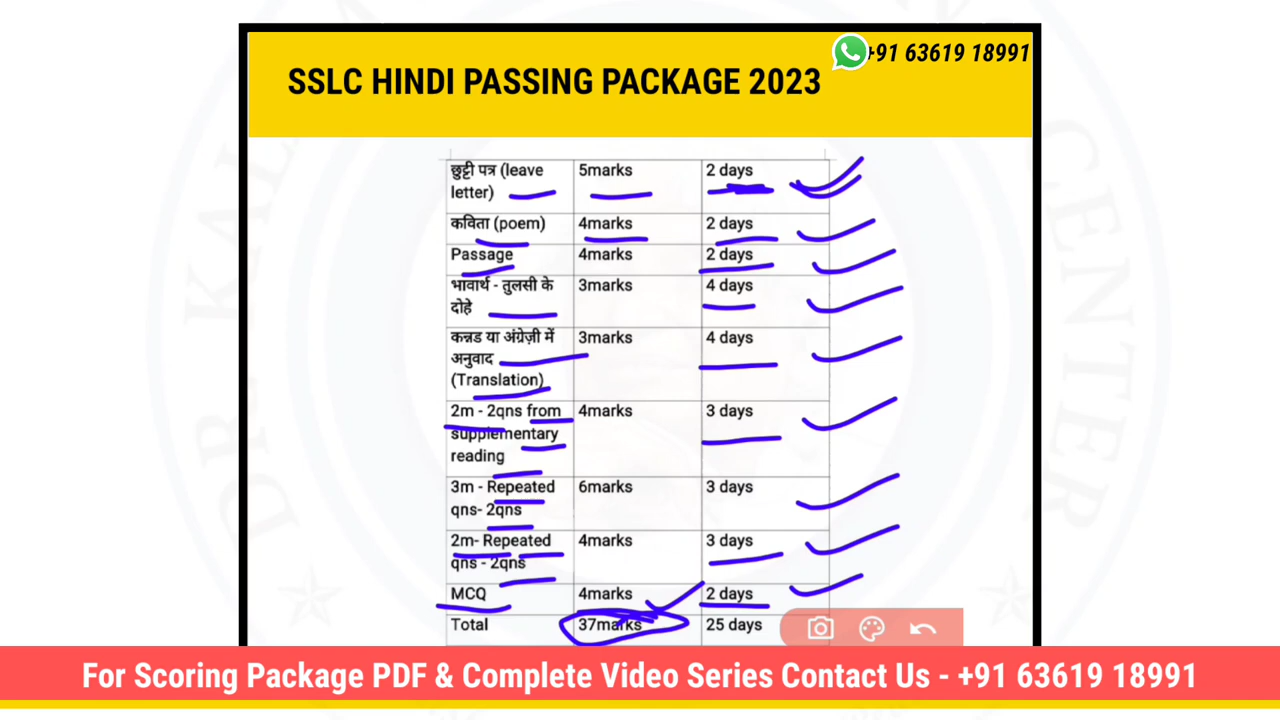 +91 63619 18991
SSLC HINDI PASSING PACKAGE 2023
छुट्टी पत्र (leave letter) 5marks 2 days
कविता (poem) 4marks 2 days
Passage 4marks 2 days
भावार्थ - तुलसी के दोहे 3marks 4 days
कन्नड या अंग्रेज़ी में अनुवाद (Translation) 3marks 4 days
2m - 2qns from supplementary reading 4marks 3 days
3m - Repeated qns- 2qns 6marks 3 days
2m- Repeated qns - 2qns 4marks 3 days
MCQ 4marks 2 days
Total 37marks 25 days
For Scoring Package PDF & Complete Video Series Contact Us - +91 63619 18991
DR KAL
CENTER